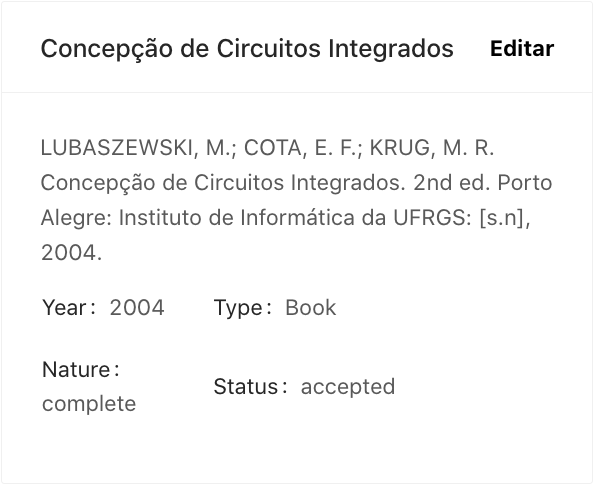 Concepção de Circuitos Integrados Editar
LUBASZEWSKI, M.; COTA, E. F.; KRUG, M. R.
Concepção de Circuitos Integrados. 2nd ed. Porto
Alegre: Instituto de Informática da UFRGS: [s.n],
2004.
Year: 2004 Type: Book
Nature:
complete
Status: accepted